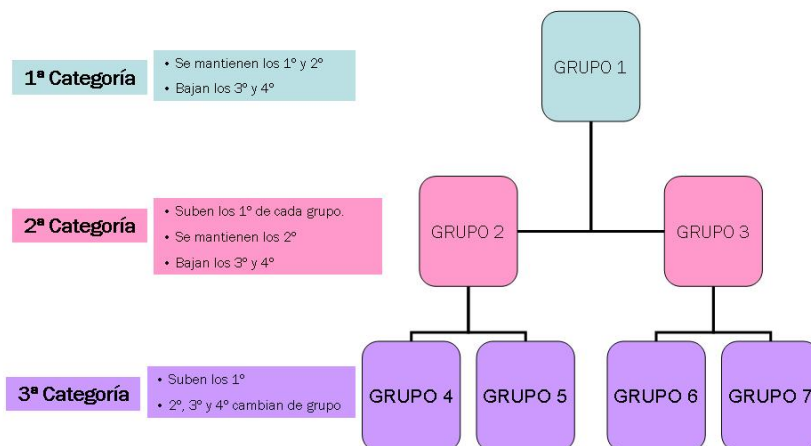 1ª Categoría
• Se mantienen los 1º y 2º
• Bajan los 3º y 4º
GRUPO 1
2ª Categoría
• Suben los 1º de cada grupo.
• Se mantienen los 2º
• Bajan los 3º y 4º
GRUPO 2
GRUPO 3
3ª Categoría
• Suben los 1º
• 2º, 3º y 4º cambian de grupo
GRUPO 4
GRUPO 5
GRUPO 6
GRUPO 7